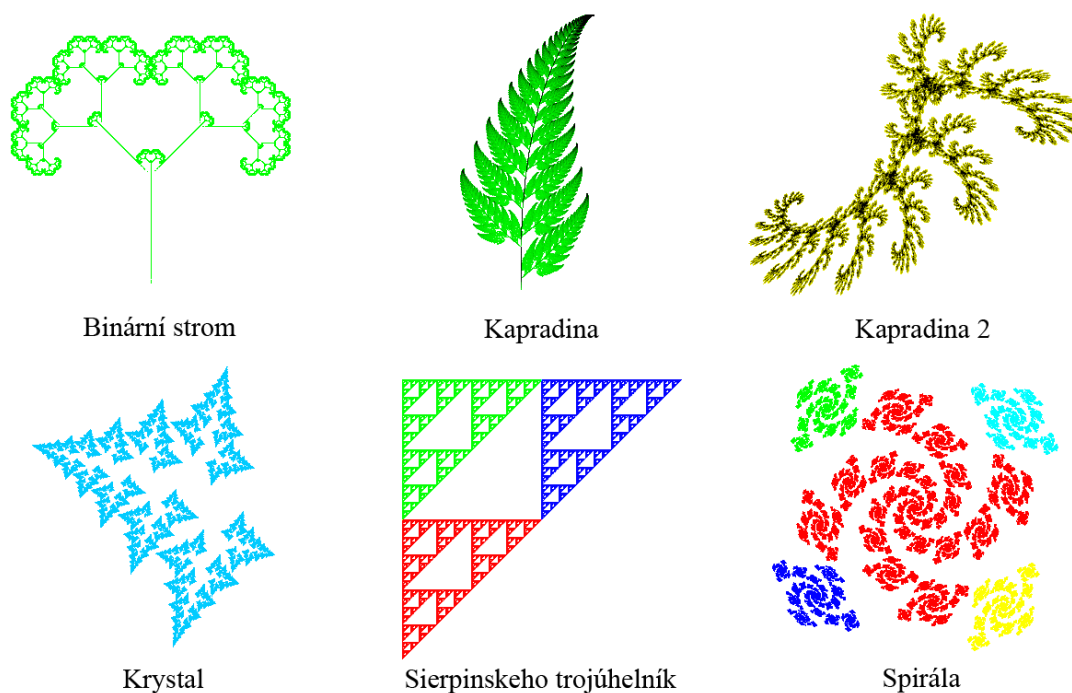 Binární strom
Kapradina
Kapradina 2
Krystal
Sierpinskeho trojúhelník
Spirála